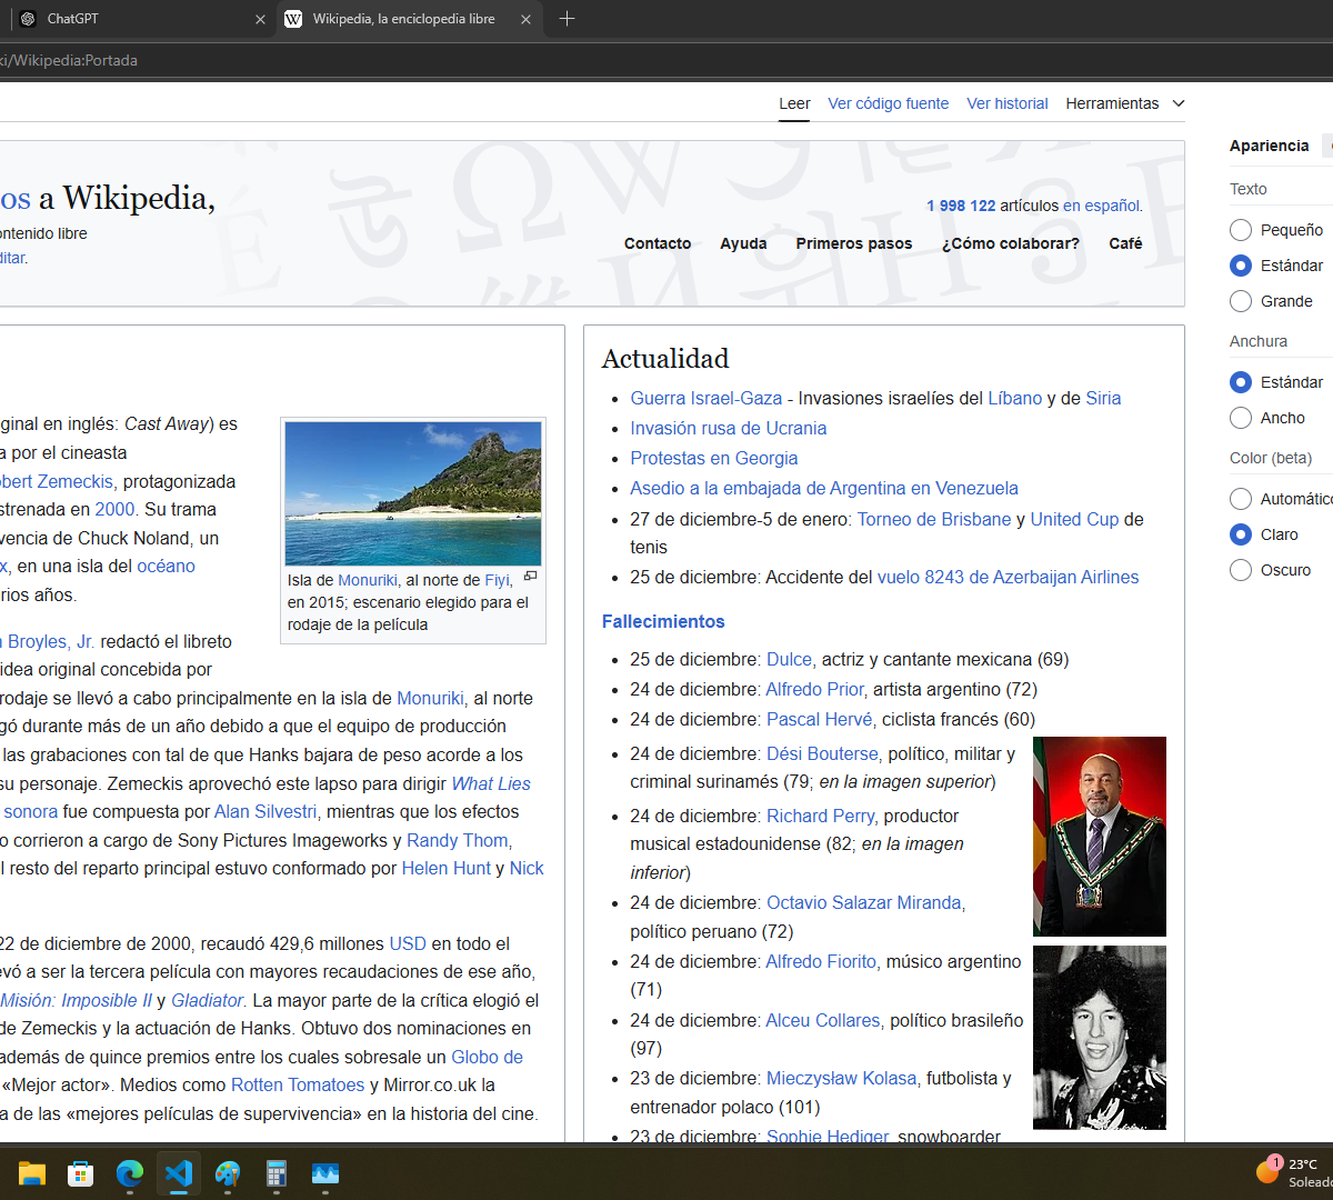 ChatGPT
Wikipedia, la enciclopedia libre
ki/Wikipedia:Portada
Leer Ver código fuente Ver historial Herramientas
os a Wikipedia,
ontenido libre
ditar.
1 998 122 artículos en español.
Contacto Ayuda Primeros pasos ¿Cómo colaborar? Café
ginal en inglés: Cast Away) es
a por el cineasta
bert Zemeckis, protagonizada
strenada en 2000. Su trama
vencia de Chuck Noland, un
x, en una isla del océano
rios años.
Isla de Monuriki, al norte de Fiyi,
en 2015; escenario elegido para el
rodaje de la película
Broyles, Jr. redactó el libreto
idea original concebida por
rodaje se llevó a cabo principalmente en la isla de Monuriki, al norte
gó durante más de un año debido a que el equipo de producción
las grabaciones con tal de que Hanks bajara de peso acorde a los
su personaje. Zemeckis aprovechó este lapso para dirigir What Lies
sonora fue compuesta por Alan Silvestri, mientras que los efectos
o corrieron a cargo de Sony Pictures Imageworks y Randy Thom,
l resto del reparto principal estuvo conformado por Helen Hunt y Nick
22 de diciembre de 2000, recaudó 429,6 millones USD en todo el
evó a ser la tercera película con mayores recaudaciones de ese año,
Misión: Imposible II y Gladiator. La mayor parte de la crítica elogió el
de Zemeckis y la actuación de Hanks. Obtuvo dos nominaciones en
además de quince premios entre los cuales sobresale un Globo de
«Mejor actor». Medios como Rotten Tomatoes y Mirror.co.uk la
a de las «mejores películas de supervivencia» en la historia del cine.
Actualidad
Guerra Israel-Gaza - Invasiones israelíes del Líbano y de Siria
Invasión rusa de Ucrania
Protestas en Georgia
Asedio a la embajada de Argentina en Venezuela
27 de diciembre-5 de enero: Torneo de Brisbane y United Cup de
tenis
25 de diciembre: Accidente del vuelo 8243 de Azerbaijan Airlines
Fallecimientos
25 de diciembre: Dulce, actriz y cantante mexicana (69)
24 de diciembre: Alfredo Prior, artista argentino (72)
24 de diciembre: Pascal Hervé, ciclista francés (60)
24 de diciembre: Dési Bouterse, político, militar y
criminal surinamés (79; en la imagen superior)
24 de diciembre: Richard Perry, productor
musical estadounidense (82; en la imagen
inferior)
24 de diciembre: Octavio Salazar Miranda,
político peruano (72)
24 de diciembre: Alfredo Fiorito, músico argentino
(71)
24 de diciembre: Alceu Collares, político brasileño
(97)
23 de diciembre: Mieczysław Kolasa, futbolista y
entrenador polaco (101)
23 de diciembre: Sophie Hediger, snowboarder
Apariencia
Texto
Pequeño
Estándar
Grande
Anchura
Estándar
Ancho
Color (beta)
Automático
Claro
Oscuro
1
23°C
Soleado